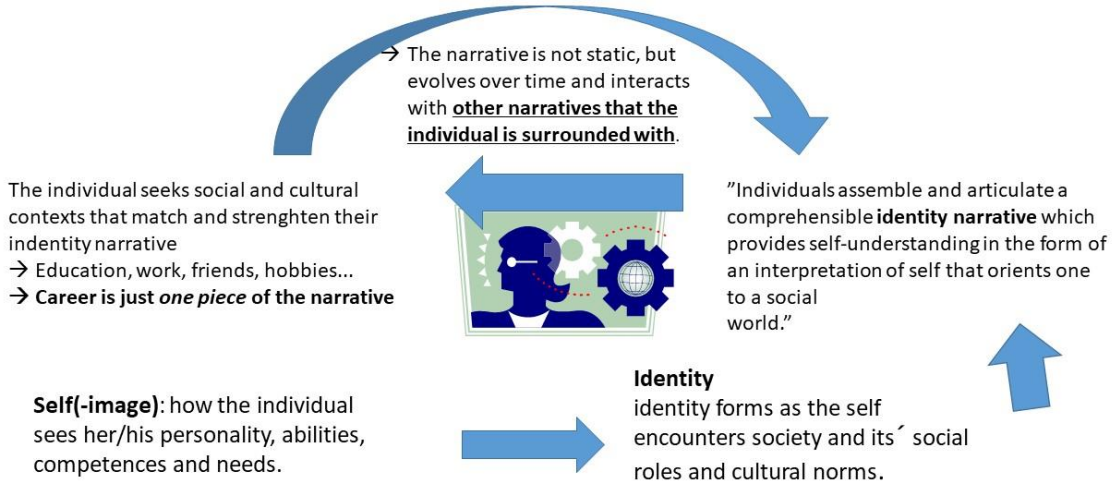 → The narrative is not static, but
evolves over time and interacts
with other narratives that the
individual is surrounded with.
The individual seeks social and cultural
contexts that match and strenghten their
indentity narrative
→ Education, work, friends, hobbies...
→ Career is just one piece of the narrative
”Individuals assemble and articulate a
comprehensible identity narrative which
provides self-understanding in the form of
an interpretation of self that orients one
to a social
world.”
Self(-image): how the individual
sees her/his personality, abilities,
competences and needs.
Identity
identity forms as the self
encounters society and its´ social
roles and cultural norms.